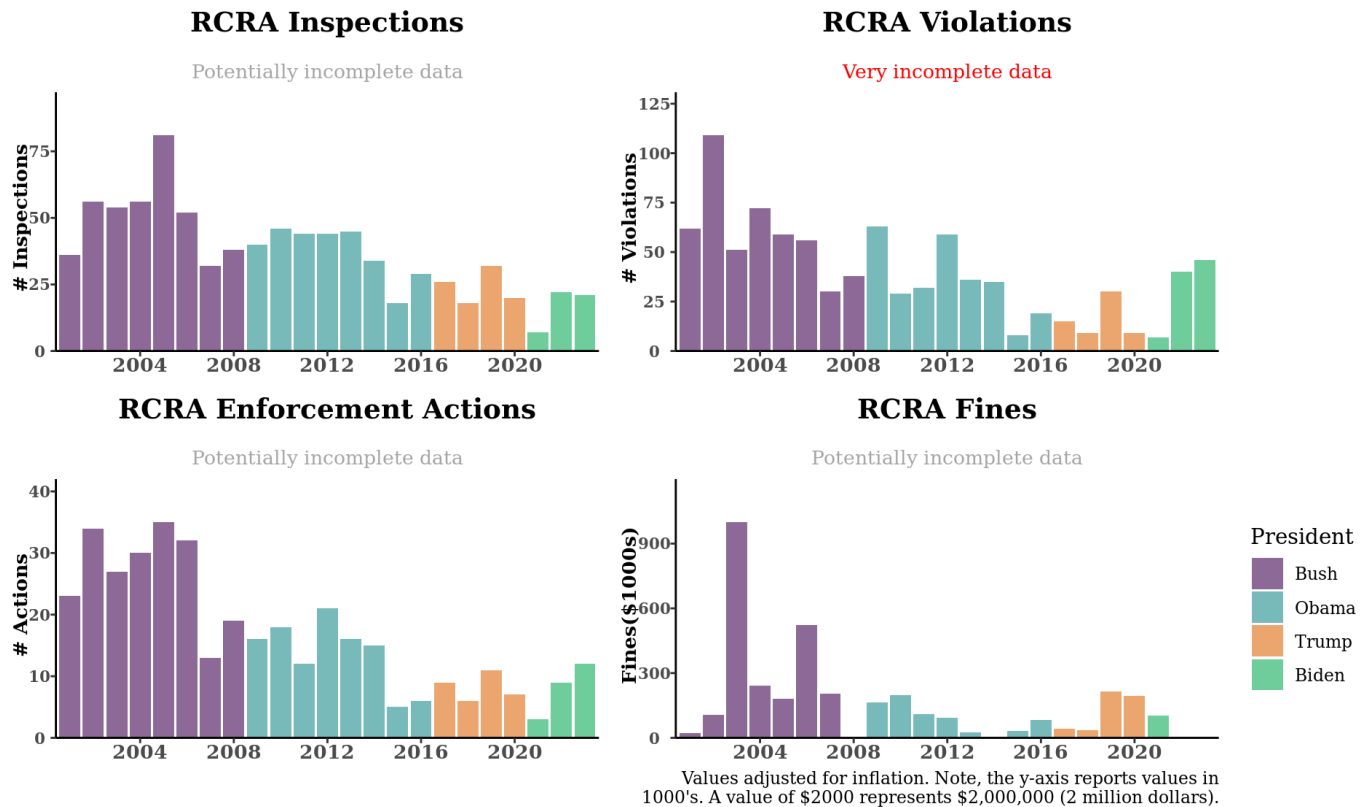 RCRA Inspections
Potentially incomplete data
# Inspections
75
50
25
0
2004
2008
2012
2016
2020
RCRA Violations
Very incomplete data
# Violations
125
100
75
50
25
0
2004
2008
2012
2016
2020
RCRA Enforcement Actions
Potentially incomplete data
# Actions
40
30
20
10
0
2004
2008
2012
2016
2020
RCRA Fines
Potentially incomplete data
Fines($1000s)
900
600
300
0
2004
2008
2012
2016
2020
President
Bush
Obama
Trump
Biden
Values adjusted for inflation. Note, the y-axis reports values in
1000's. A value of $2000 represents $2,000,000 (2 million dollars).